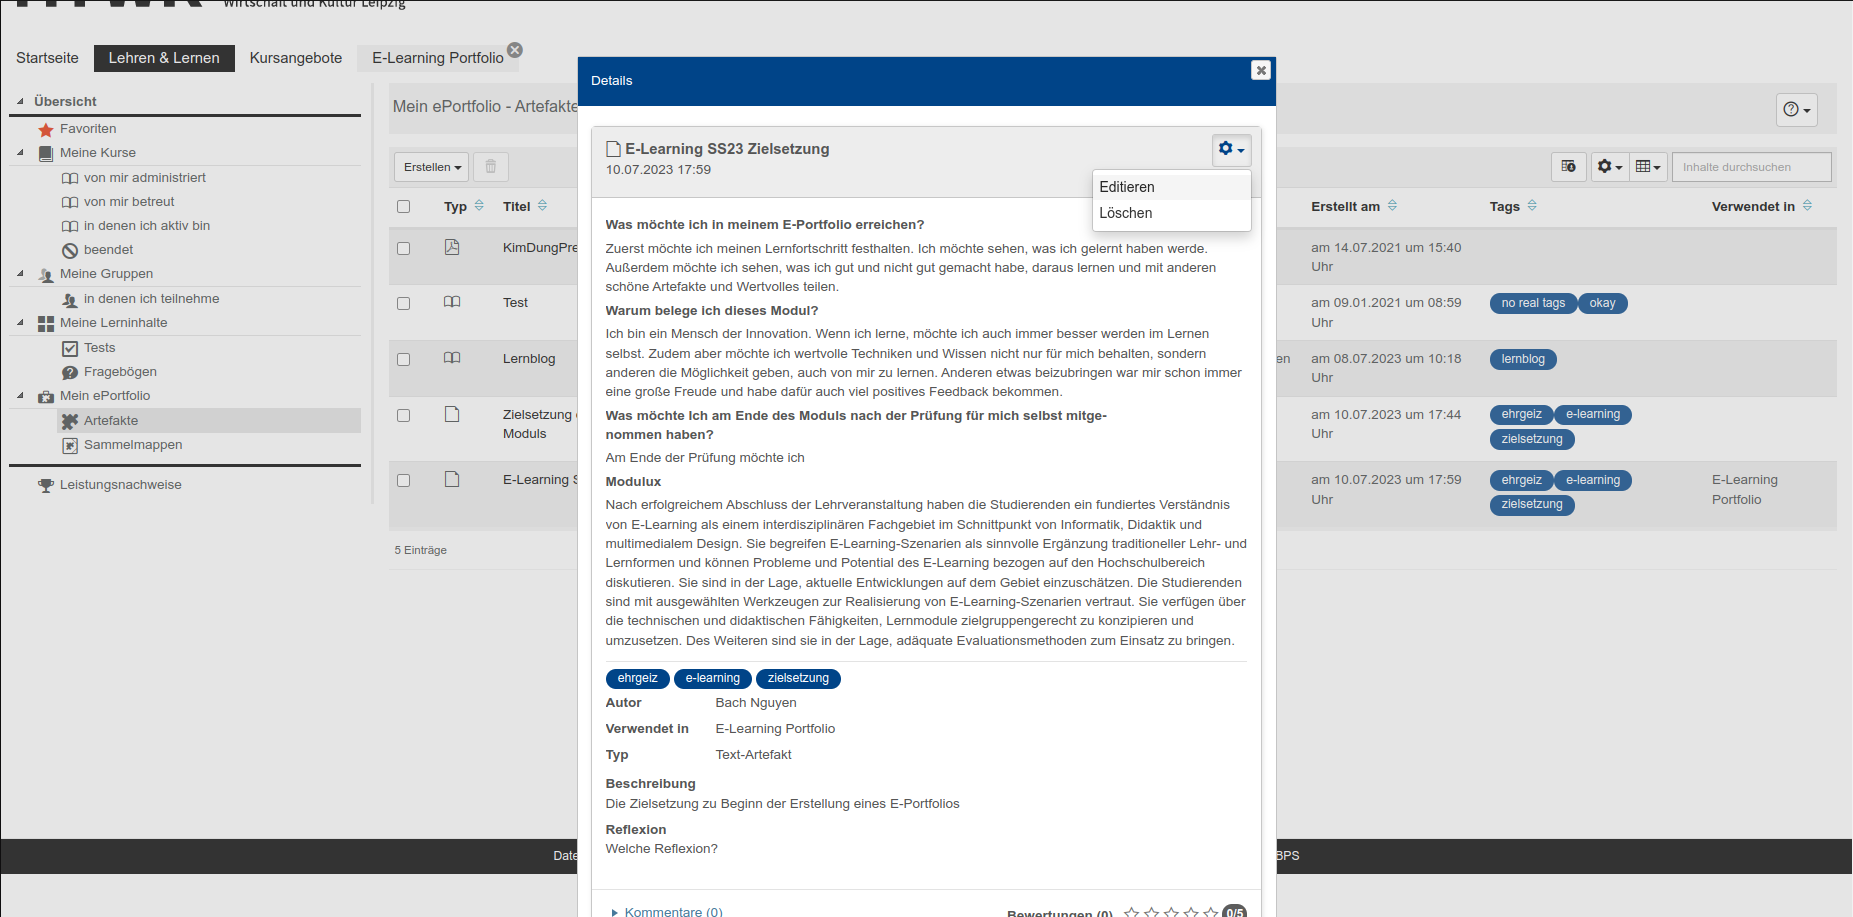 Wirtschaft und Kultur Leipzig
Startseite
Lehren & Lernen
Kursangebote
E-Learning Portfolio
Übersicht
Favoriten
Meine Kurse
von mir administriert
von mir betreut
in denen ich aktiv bin
beendet
Meine Gruppen
in denen ich teilnehme
Meine Lerninhalte
Tests
Fragebögen
Mein ePortfolio
Artefakte
Sammelmappen
Leistungsnachweise
Mein ePortfolio - Artefakte
Erstellen
Inhalte durchsuchen
Typ
Titel
Erstellt am
Tags
Verwendet in
KimDungPre
am 14.07.2021 um 15:40
Uhr
Test
am 09.01.2021 um 08:59
Uhr
no real tags
okay
Lernblog
en
am 08.07.2023 um 10:18
Uhr
lernblog
Zielsetzung
Moduls
am 10.07.2023 um 17:44
Uhr
ehrgeiz
e-learning
zielsetzung
E-Learning S
am 10.07.2023 um 17:59
Uhr
ehrgeiz
e-learning
zielsetzung
E-Learning
Portfolio
5 Einträge
Details
E-Learning SS23 Zielsetzung
10.07.2023 17:59
Editieren
Löschen
Was möchte ich in meinem E-Portfolio erreichen?
Zuerst möchte ich meinen Lernfortschritt festhalten. Ich möchte sehen, was ich gelernt haben werde.
Außerdem möchte ich sehen, was ich gut und nicht gut gemacht habe, daraus lernen und mit anderen
schöne Artefakte und Wertvolles teilen.
Warum belege ich dieses Modul?
Ich bin ein Mensch der Innovation. Wenn ich lerne, möchte ich auch immer besser werden im Lernen
selbst. Zudem aber möchte ich wertvolle Techniken und Wissen nicht nur für mich behalten, sondern
anderen die Möglichkeit geben, auch von mir zu lernen. Anderen etwas beizubringen war mir schon immer
eine große Freude und habe dafür auch viel positives Feedback bekommen.
Was möchte Ich am Ende des Moduls nach der Prüfung für mich selbst mitge-
nommen haben?
Am Ende der Prüfung möchte ich
Modulux
Nach erfolgreichem Abschluss der Lehrveranstaltung haben die Studierenden ein fundiertes Verständnis
von E-Learning als einem interdisziplinären Fachgebiet im Schnittpunkt von Informatik, Didaktik und
multimedialem Design. Sie begreifen E-Learning-Szenarien als sinnvolle Ergänzung traditioneller Lehr- und
Lernformen und können Probleme und Potential des E-Learning bezogen auf den Hochschulbereich
diskutieren. Sie sind in der Lage, aktuelle Entwicklungen auf dem Gebiet einzuschätzen. Die Studierenden
sind mit ausgewählten Werkzeugen zur Realisierung von E-Learning-Szenarien vertraut. Sie verfügen über
die technischen und didaktischen Fähigkeiten, Lernmodule zielgruppengerecht zu konzipieren und
umzusetzen. Des Weiteren sind sie in der Lage, adäquate Evaluationsmethoden zum Einsatz zu bringen.
ehrgeiz
e-learning
zielsetzung
Autor Bach Nguyen
Verwendet in E-Learning Portfolio
Typ Text-Artefakt
Beschreibung
Die Zielsetzung zu Beginn der Erstellung eines E-Portfolios
Reflexion
Welche Reflexion?
Kommentare (0)
Bewertungen (0)
0/5
Date
BPS